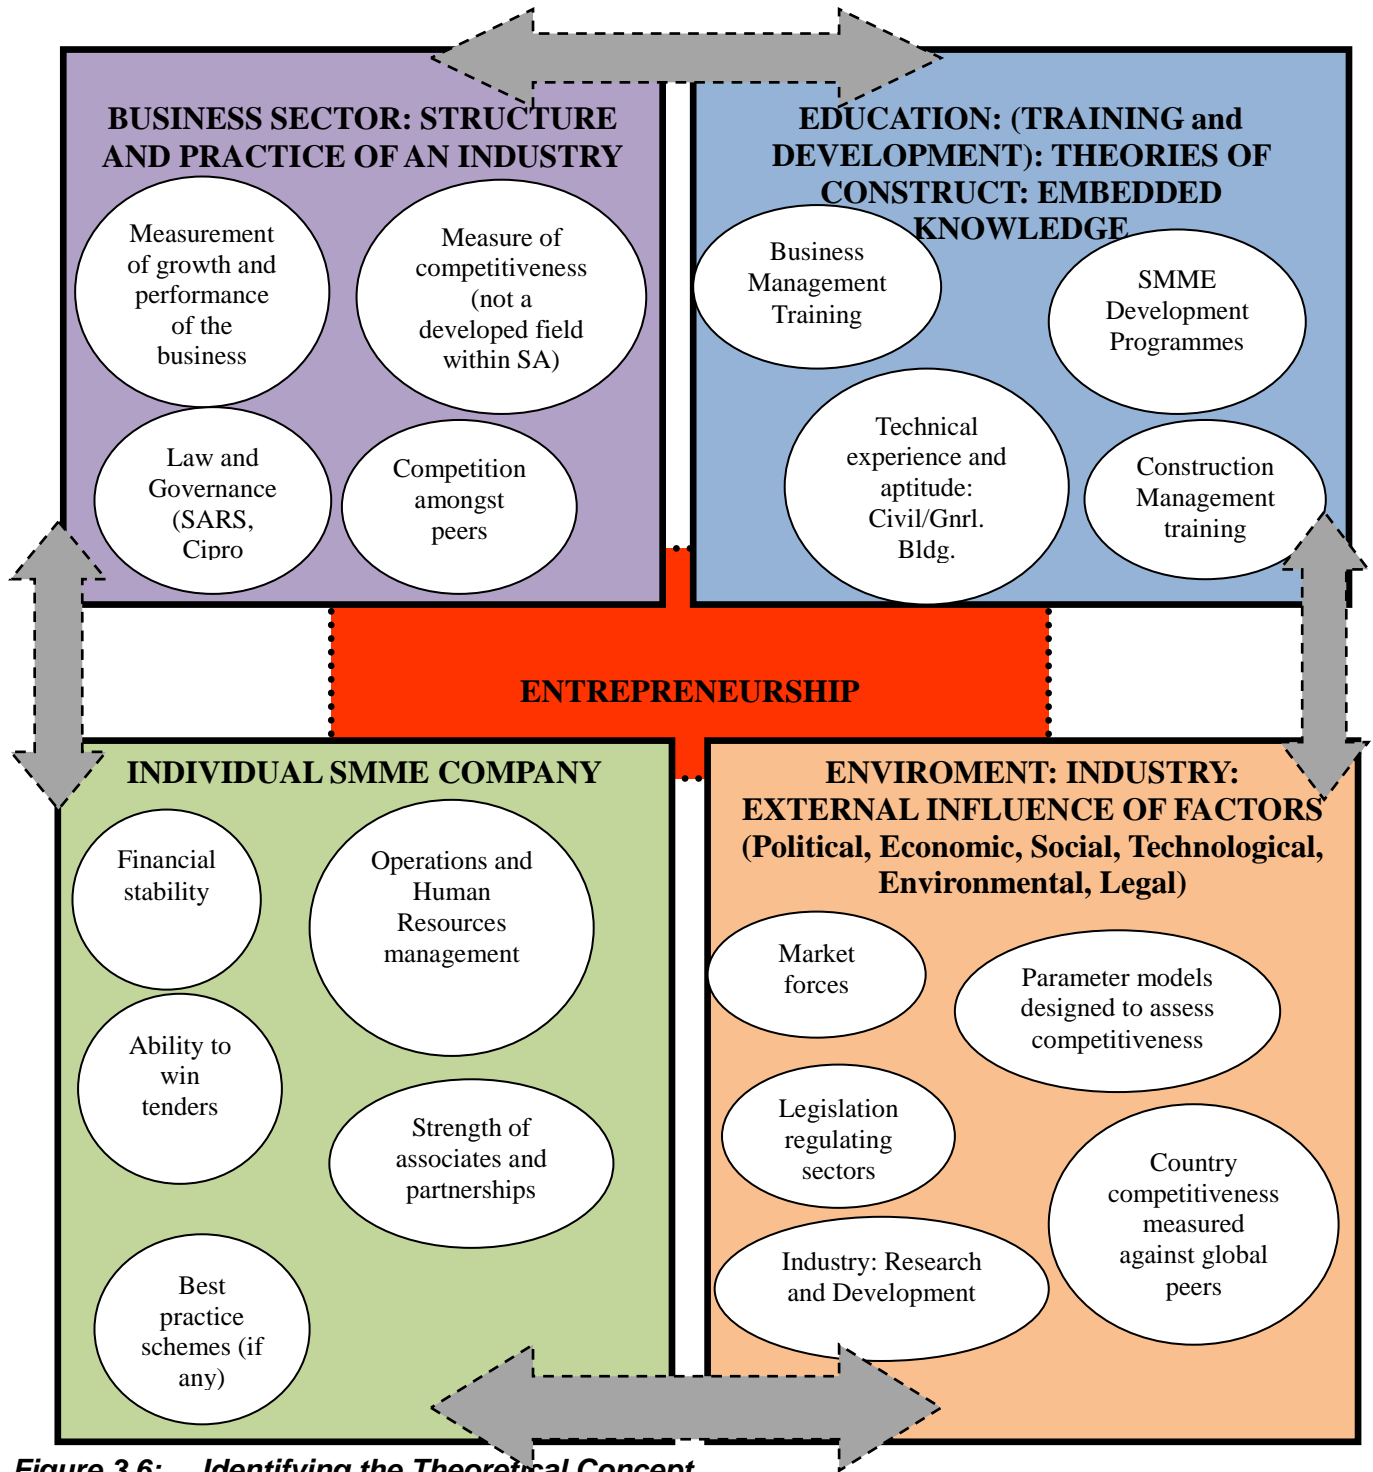 BUSINESS SECTOR: STRUCTURE
AND PRACTICE OF AN INDUSTRY
Measurement
of growth and
performance
of the
business
Measure of
competitiveness
(not a
developed field
within SA)
Law and
Governance
(SARS,
Cipro
Competition
amongst
peers
EDUCATION: (TRAINING and
DEVELOPMENT): THEORIES OF
CONSTRUCT: EMBEDDED
KNOWLEDGE
Business
Management
Training
SMME
Development
Programmes
Technical
experience and
aptitude:
Civil/Gnrl.
Bldg.
Construction
Management
training
ENTREPRENEURSHIP
INDIVIDUAL SMME COMPANY
Financial
stability
Operations and
Human
Resources
management
Ability to
win
tenders
Strength of
associates and
partnerships
Best
practice
schemes (if
any)
ENVIROMENT: INDUSTRY:
EXTERNAL INFLUENCE OF FACTORS
(Political, Economic, Social, Technological,
Environmental, Legal)
Market
forces
Parameter models
designed to assess
competitiveness
Legislation
regulating
sectors
Country
competitiveness
measured
against global
peers
Industry: Research
and Development
Figure 3.6: Identifying the Theoretical Concept